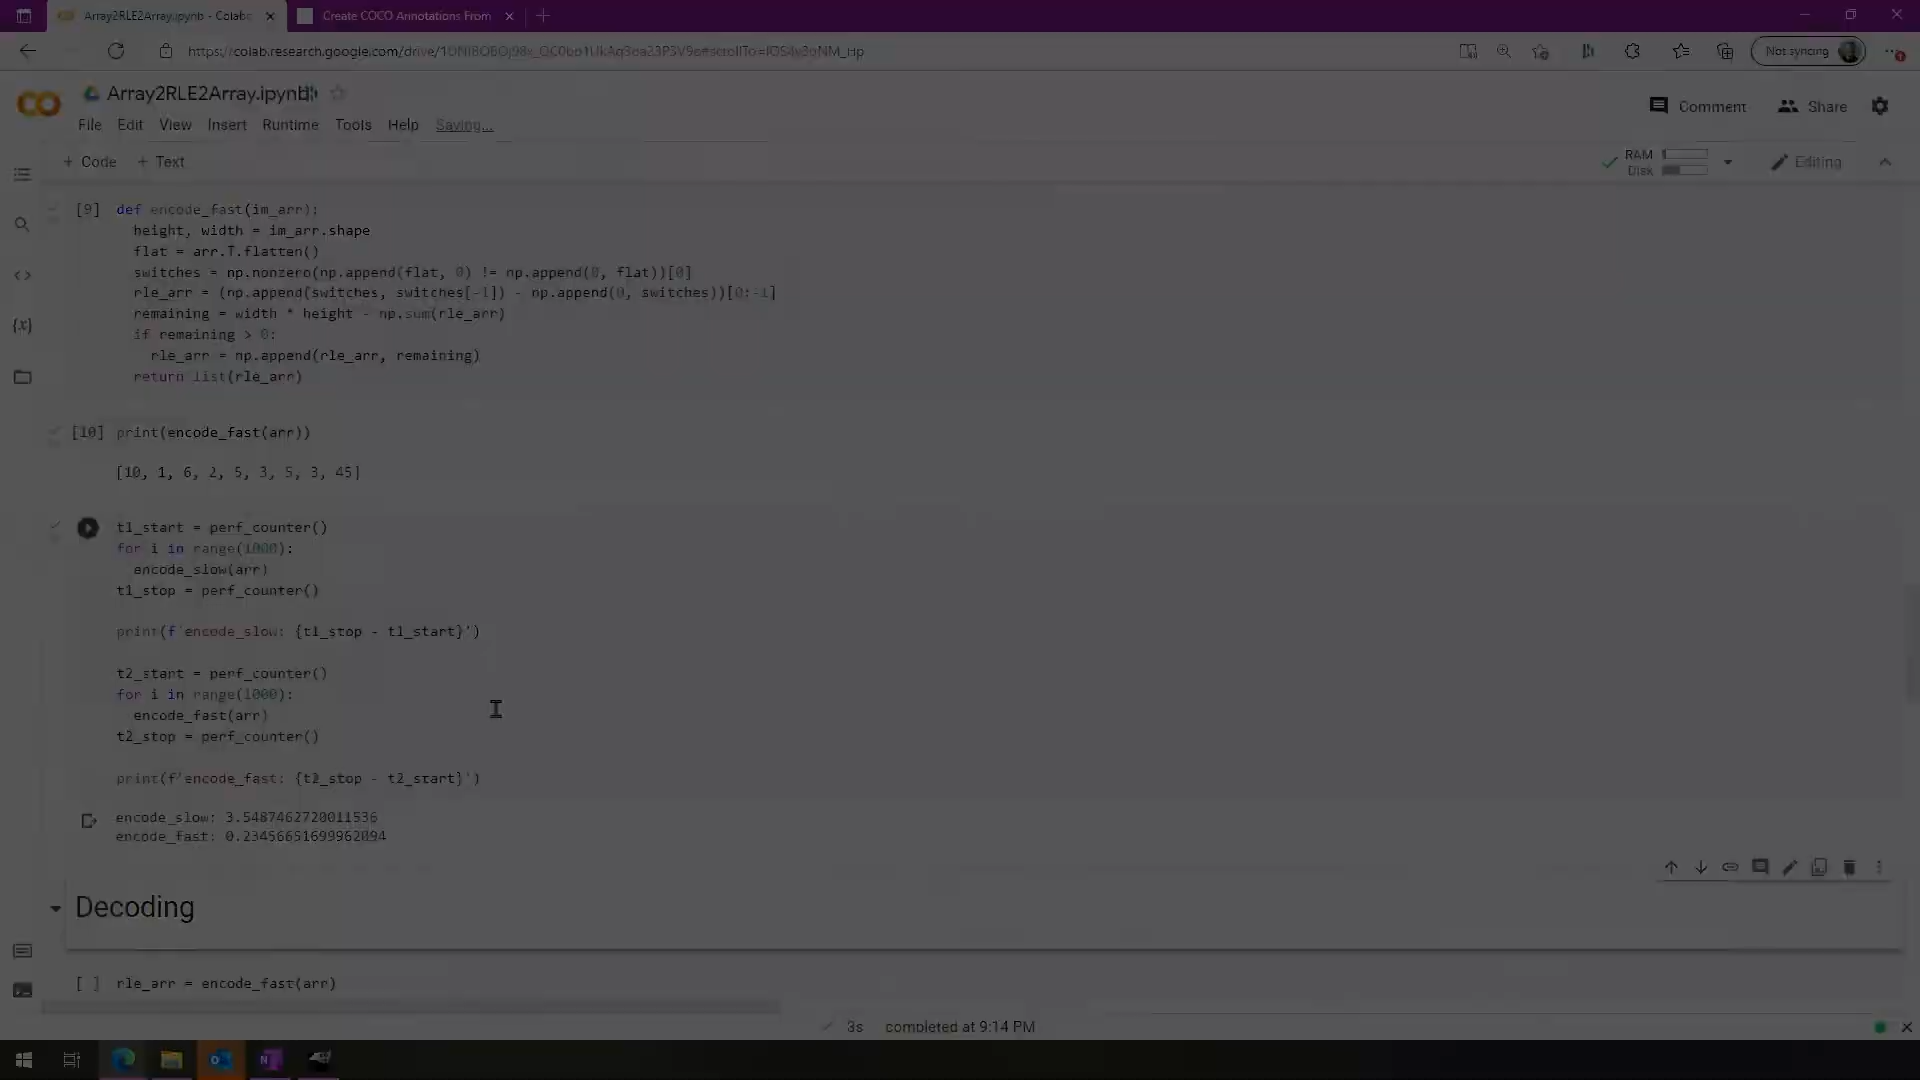 Array2RLE2Array.ipynb - Colabo
Create COCO Annotations From
Not syncing
Array2RLE2Array.ipynb
File Edit View Insert Runtime Tools Help Saving...
Comment
Share
+ Code + Text
RAM
Disk
Editing
[9] def encode_fast(im_arr):
height, width = im_arr.shape
flat = arr.T.flatten()
switches = np.nonzero(np.append(flat, 0) != np.append(0, flat))[0]
rle_arr = (np.append(switches, switches[-1]) - np.append(0, switches))[0:-1]
remaining = width * height - np.sum(rle_arr)
if remaining > 0:
rle_arr = np.append(rle_arr, remaining)
return list(rle_arr)
[10] print(encode_fast(arr))
[10, 1, 6, 2, 5, 3, 5, 3, 45]
t1_start = perf_counter()
for i in range(1000):
encode_slow(arr)
t1_stop = perf_counter()
print(f'encode_slow: {t1_stop - t1_start}')
t2_start = perf_counter()
for i in range(1000):
encode_fast(arr)
t2_stop = perf_counter()
print(f'encode_fast: {t2_stop - t2_start}')
encode_slow: 3.5487462720011536
encode_fast: 0.23456651699962094
Decoding
[ ] rle_arr = encode_fast(arr)
3s completed at 9:14 PM